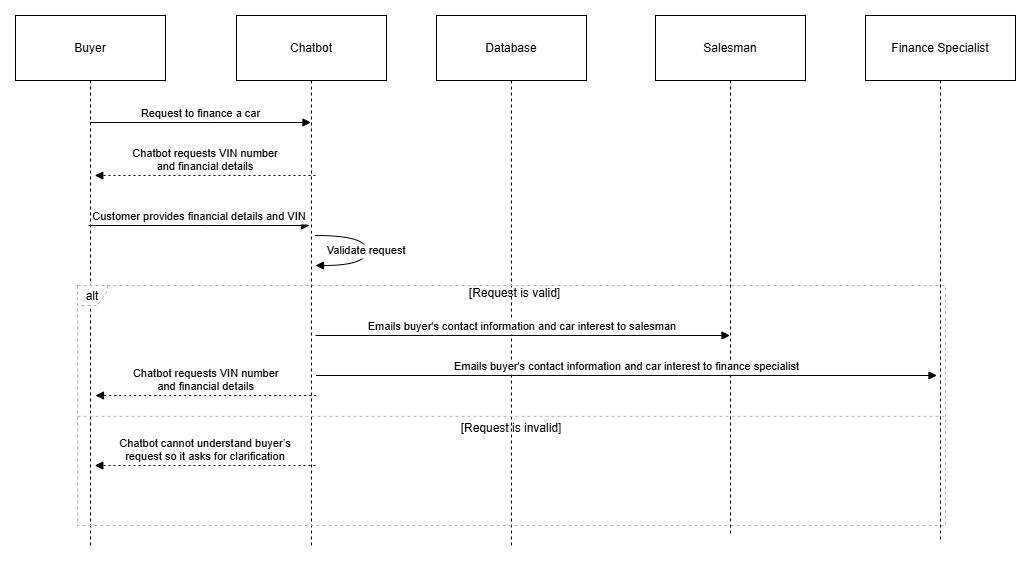 Buyer
Chatbot
Database
Salesman
Finance Specialist
Request to finance a car
Chatbot requests VIN number
and financial details
Customer provides financial details and VIN
Validate request
alt
[Request is valid]
Emails buyer's contact information and car interest to salesman
Emails buyer's contact information and car interest to finance specialist
Chatbot requests VIN number
and financial details
[Request is invalid]
Chatbot cannot understand buyer's
request so it asks for clarification